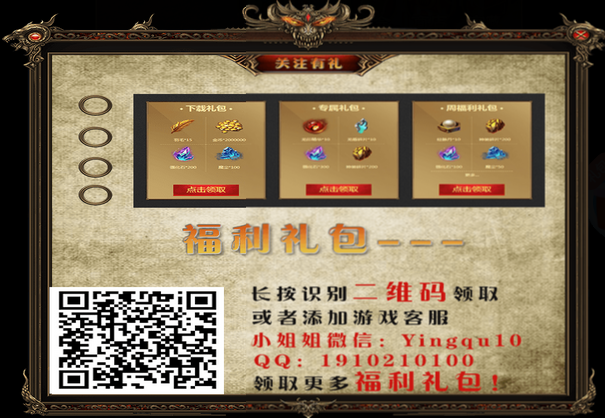 关注有礼
·下载礼包·
·专属礼包·
·周福利礼包·
点击领取
点击领取
点击领取
福利礼包---
长按识别二维码领取
或者添加游戏客服
小姐姐微信：Yingqu10
QQ：1910210100
领取更多福利礼包！